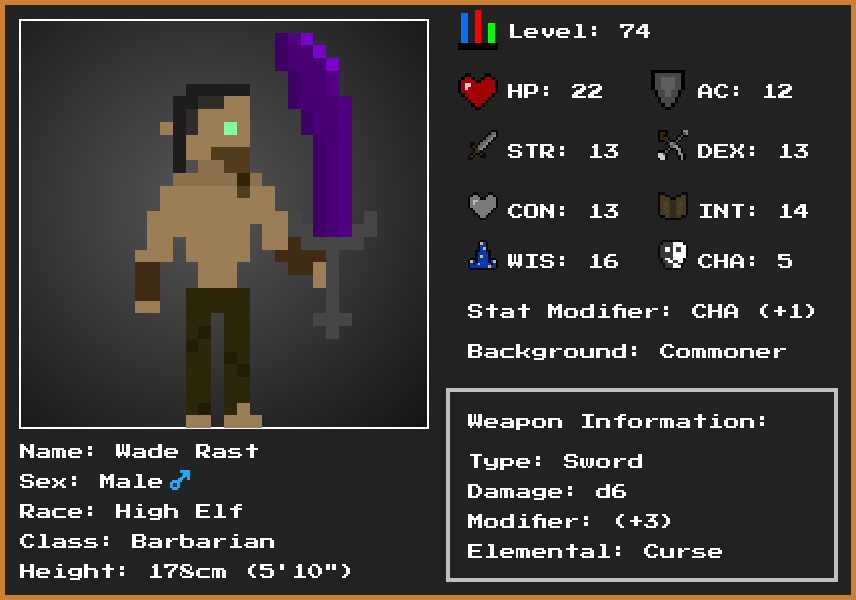 Level: 74
HP: 22 AC: 12
STR: 13 DEX: 13
CON: 13 INT: 14
WIS: 16 CHA: 5
Stat Modifier: CHA (+1)
Background: Commoner
Weapon Information:
Type: Sword
Damage: d6
Modifier: (+3)
Elemental: Curse
Name: Wade Rast
Sex: Male ♂
Race: High Elf
Class: Barbarian
Height: 178cm (5'10")